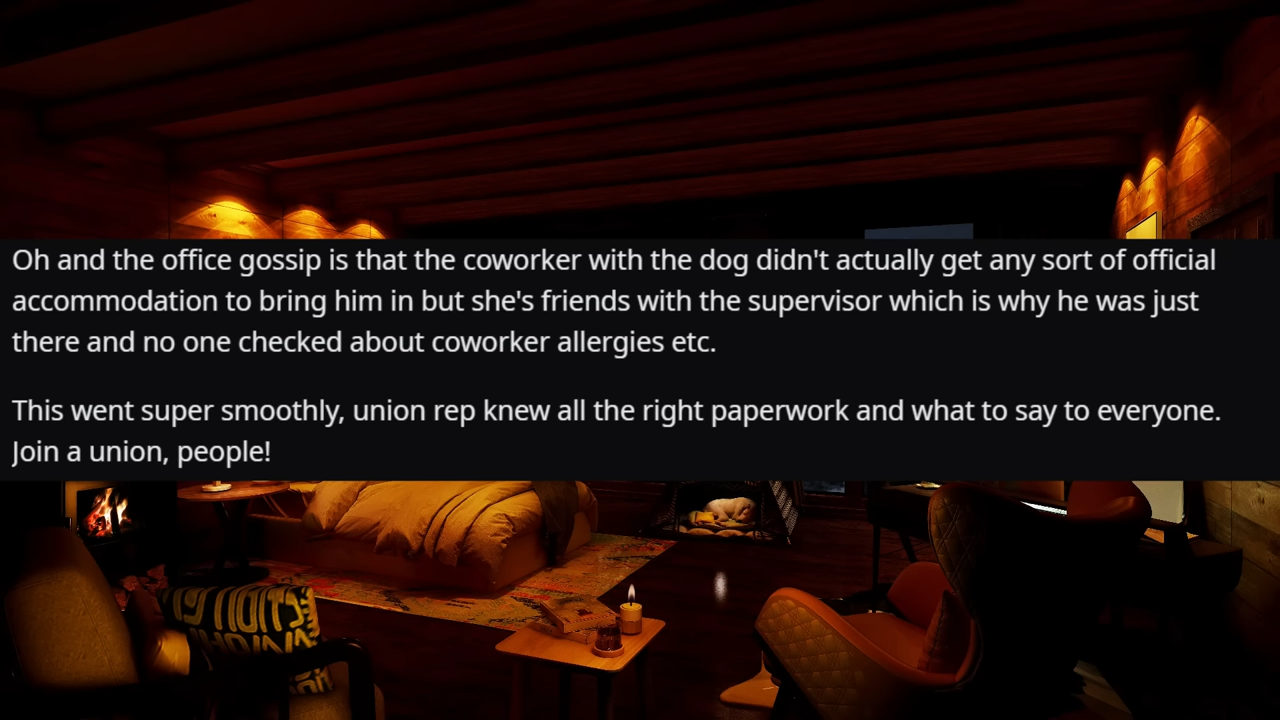 Oh and the office gossip is that the coworker with the dog didn't actually get any sort of official
accommodation to bring him in but she's friends with the supervisor which is why he was just
there and no one checked about coworker allergies etc.
This went super smoothly, union rep knew all the right paperwork and what to say to everyone.
Join a union, people!